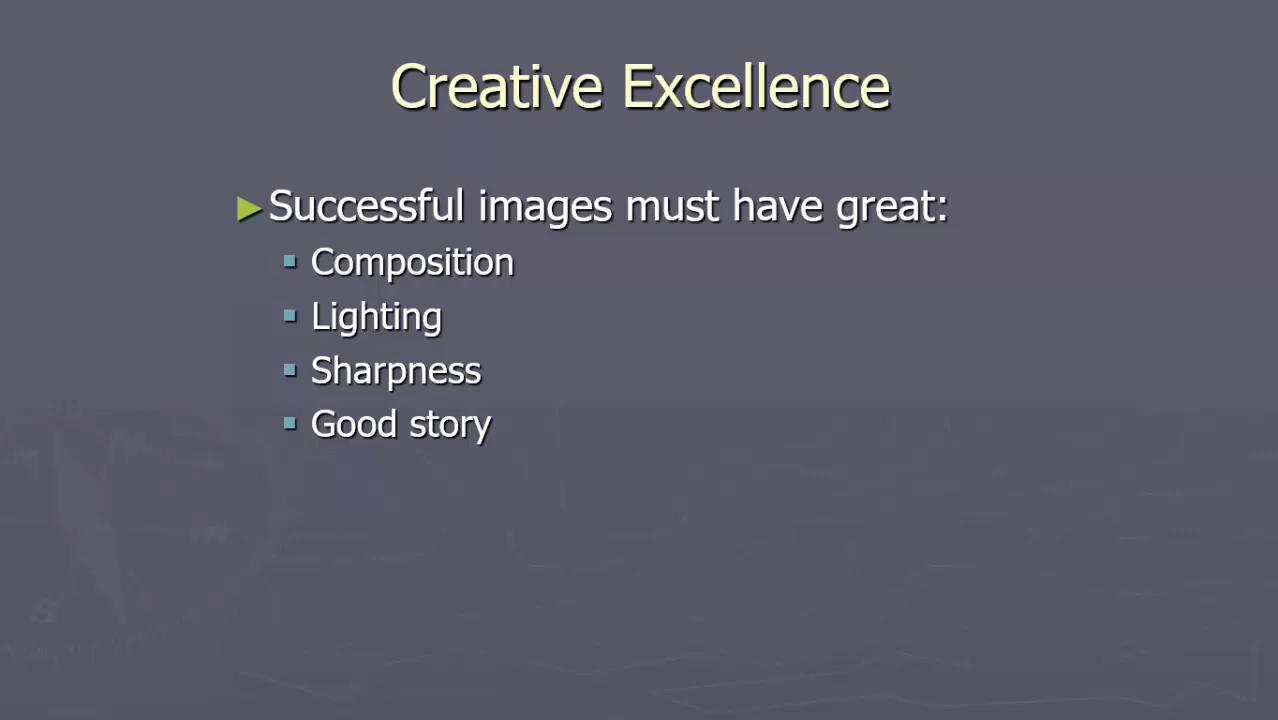 Creative Excellence
►Successful images must have great:
▪ Composition
▪ Lighting
▪ Sharpness
▪ Good story